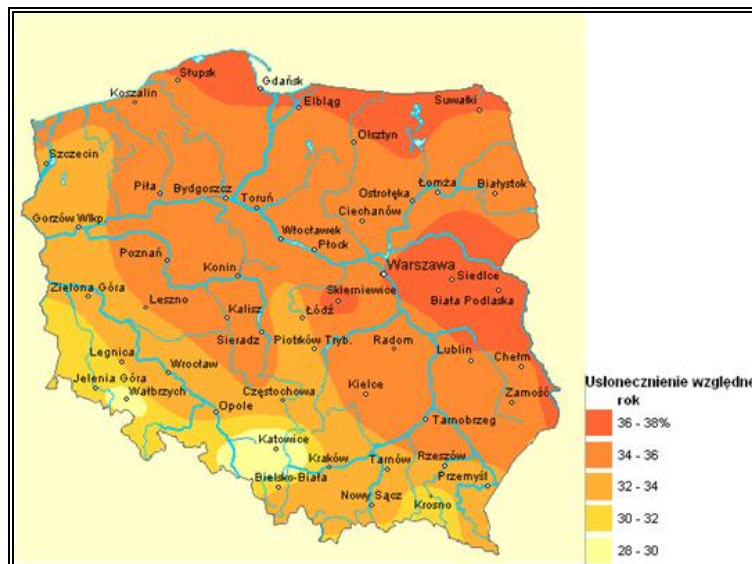 Słupsk
Gdańsk
Koszalin
Elbląg
Suwałki
Olsztyn
Szczecin
Piła
Bydgoszcz
Toruń
Ostrołęka
Łomża
Białystok
Ciechanów
Gorzów Wlkp.
Włocławek
Płock
Poznań
Konin
Warszawa
Siedlce
Zielona Góra
Skierniewice
Biała Podlaska
Leszno
Kalisz
Łódź
Sieradz
Piotków Tryb.
Radom
Lublin
Chełm
Legnica
Wrocław
Jelenia Góra
Wałbrzych
Częstochowa
Kielce
Zamość
Opole
Tarnobrzeg
Katowice
Kraków
Tarnów
Rzeszów
Przemyśl
Bielsko-Biała
Nowy Sącz
Krosno
Usłonecznienie względne
rok
36 - 38%
34 - 36
32 - 34
30 - 32
28 - 30